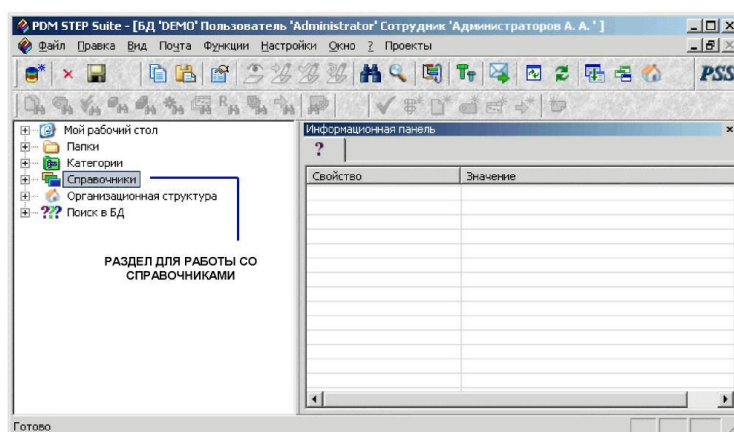 PDM STEP Suite - [БД 'DEMO' Пользователь 'Administrator' Сотрудник 'Администраторов А. А. ' ]
Файл Правка Вид Почта Функции Настройки Окно ? Проекты
PSS
Мой рабочий стол
Папки
Категории
Справочники
Организационная структура
??? Поиск в БД
РАЗДЕЛ ДЛЯ РАБОТЫ СО
СПРАВОЧНИКАМИ
Информационная панель
?
Свойство Значение
Готово